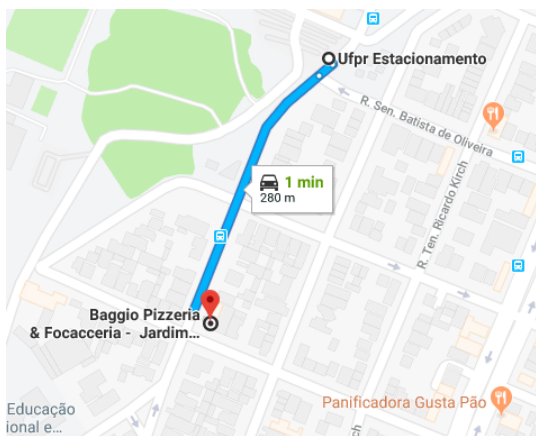 Ufpr Estacionamento
R. Sen. Batista de Oliveira
R. Ten. Ricardo Kirch
1 min
280 m
Baggio Pizzeria
& Focacceria - Jardim...
Panificadora Gusta Pão
Educação
ional e...